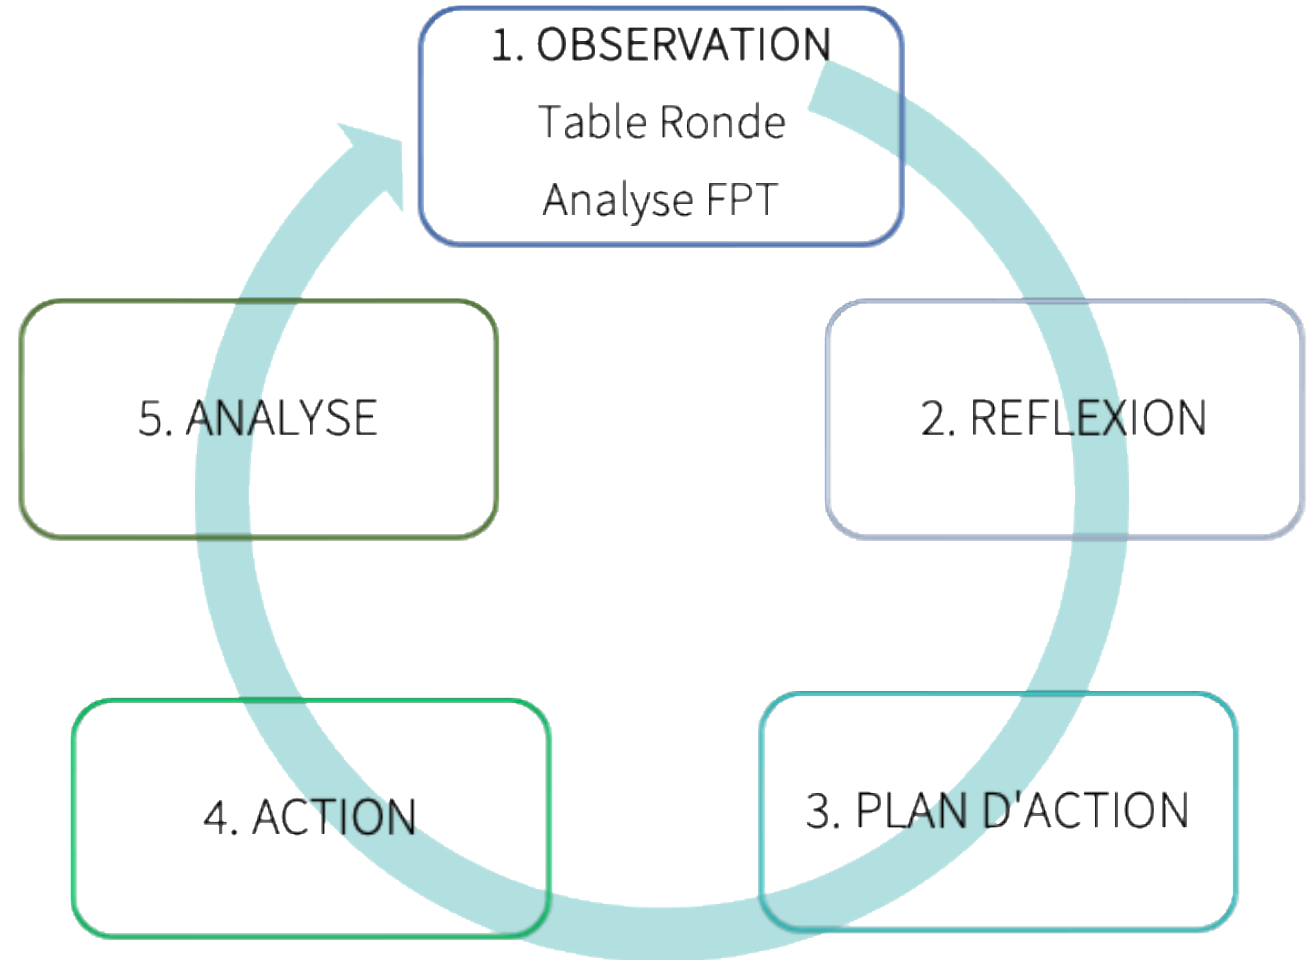 1. OBSERVATION
Table Ronde
Analyse FPT
2. REFLEXION
3. PLAN D'ACTION
4. ACTION
5. ANALYSE